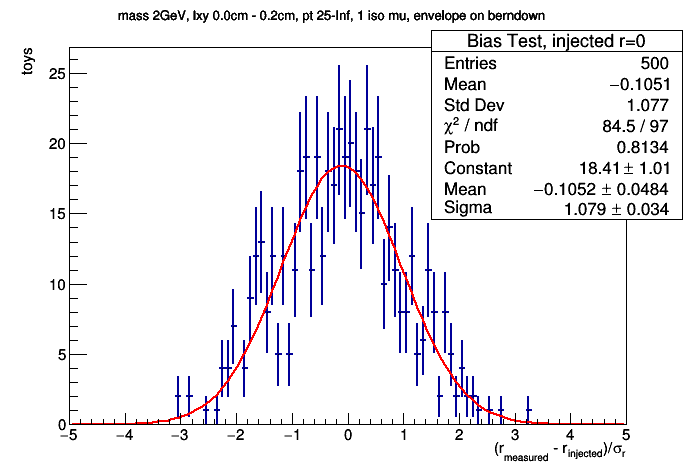 mass 2GeV, lxy 0.0cm - 0.2cm, pt 25-Inf, 1 iso mu, envelope on berndown
Bias Test, injected r=0
Entries 500
Mean −0.1051
Std Dev 1.077
χ² / ndf 84.5 / 97
Prob 0.8134
Constant 18.41 ± 1.01
Mean −0.1052 ± 0.0484
Sigma 1.079 ± 0.034
toys
25
20
15
10
5
0
−5 −4 −3 −2 −1 0 1 2 3 4 5
(r_measured - r_injected)/σ_r